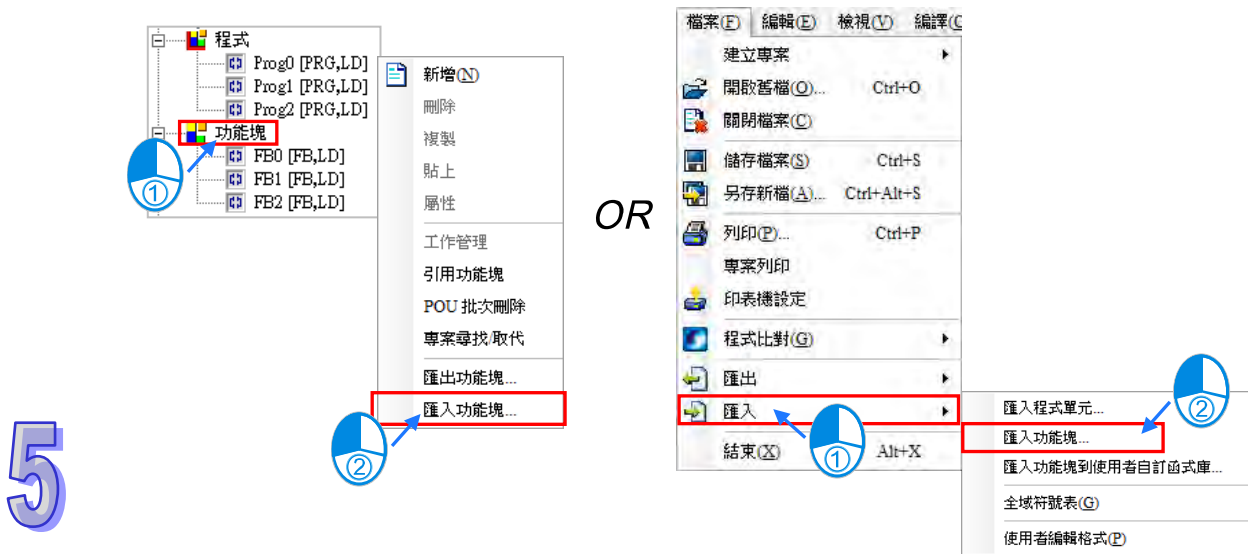 程式
Prog0 [PRG,LD]
Prog1 [PRG,LD]
Prog2 [PRG,LD]
功能塊
FB0 [FB,LD]
FB1 [FB,LD]
FB2 [FB,LD]
①
新增(N)
刪除
複製
貼上
屬性
工作管理
引用功能塊
POU 批次刪除
專案尋找/取代
匯出功能塊...
匯入功能塊...
②
OR
檔案(F) 編輯(E) 檢視(V) 編譯(C
建立專案
開啟舊檔(O)... Ctrl+O
關閉檔案(C)
儲存檔案(S) Ctrl+S
另存新檔(A)... Ctrl+Alt+S
列印(P)... Ctrl+P
專案列印
印表機設定
程式比對(G)
匯出
匯入
結束(X) Alt+X
①
匯入程式單元...
匯入功能塊...
匯入功能塊到使用者自訂函式庫...
全域符號表(G)
使用者編輯格式(P)
②
5